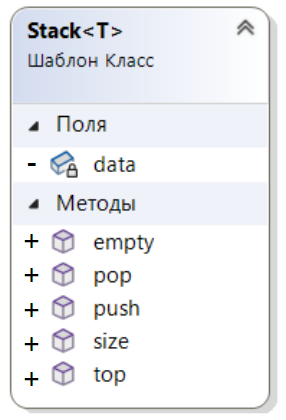 Stack<T>
Шаблон Класс
Поля
- data
Методы
+ empty
+ pop
+ push
+ size
+ top